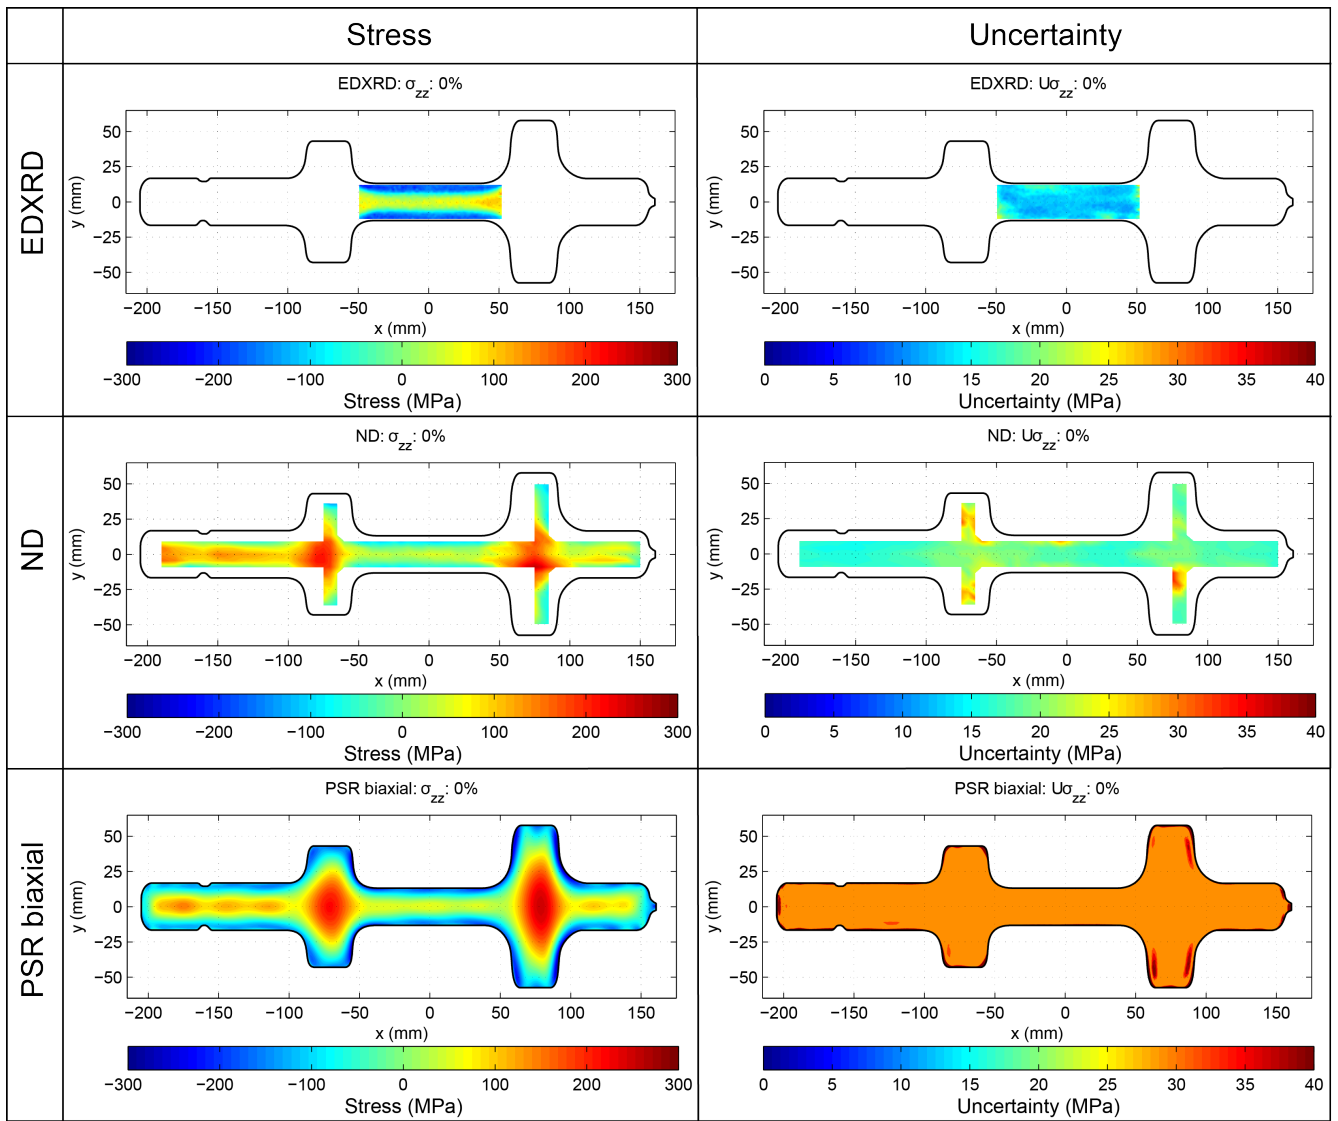 Stress
Uncertainty
EDXRD
EDXRD: σzz: 0%
50
25
0
−25
−50
y (mm)
−200 −150 −100 −50 0 50 100 150
x (mm)
−300 −200 −100 0 100 200 300
Stress (MPa)
EDXRD: Uσzz: 0%
50
25
0
−25
−50
y (mm)
−200 −150 −100 −50 0 50 100 150
x (mm)
0 5 10 15 20 25 30 35 40
Uncertainty (MPa)
ND
ND: σzz: 0%
50
25
0
−25
−50
y (mm)
−200 −150 −100 −50 0 50 100 150
x (mm)
−300 −200 −100 0 100 200 300
Stress (MPa)
ND: Uσzz: 0%
50
25
0
−25
−50
y (mm)
−200 −150 −100 −50 0 50 100 150
x (mm)
0 5 10 15 20 25 30 35 40
Uncertainty (MPa)
PSR biaxial
PSR biaxial: σzz: 0%
50
25
0
−25
−50
y (mm)
−200 −150 −100 −50 0 50 100 150
x (mm)
−300 −200 −100 0 100 200 300
Stress (MPa)
PSR biaxial: Uσzz: 0%
50
25
0
−25
−50
y (mm)
−200 −150 −100 −50 0 50 100 150
x (mm)
0 5 10 15 20 25 30 35 40
Uncertainty (MPa)